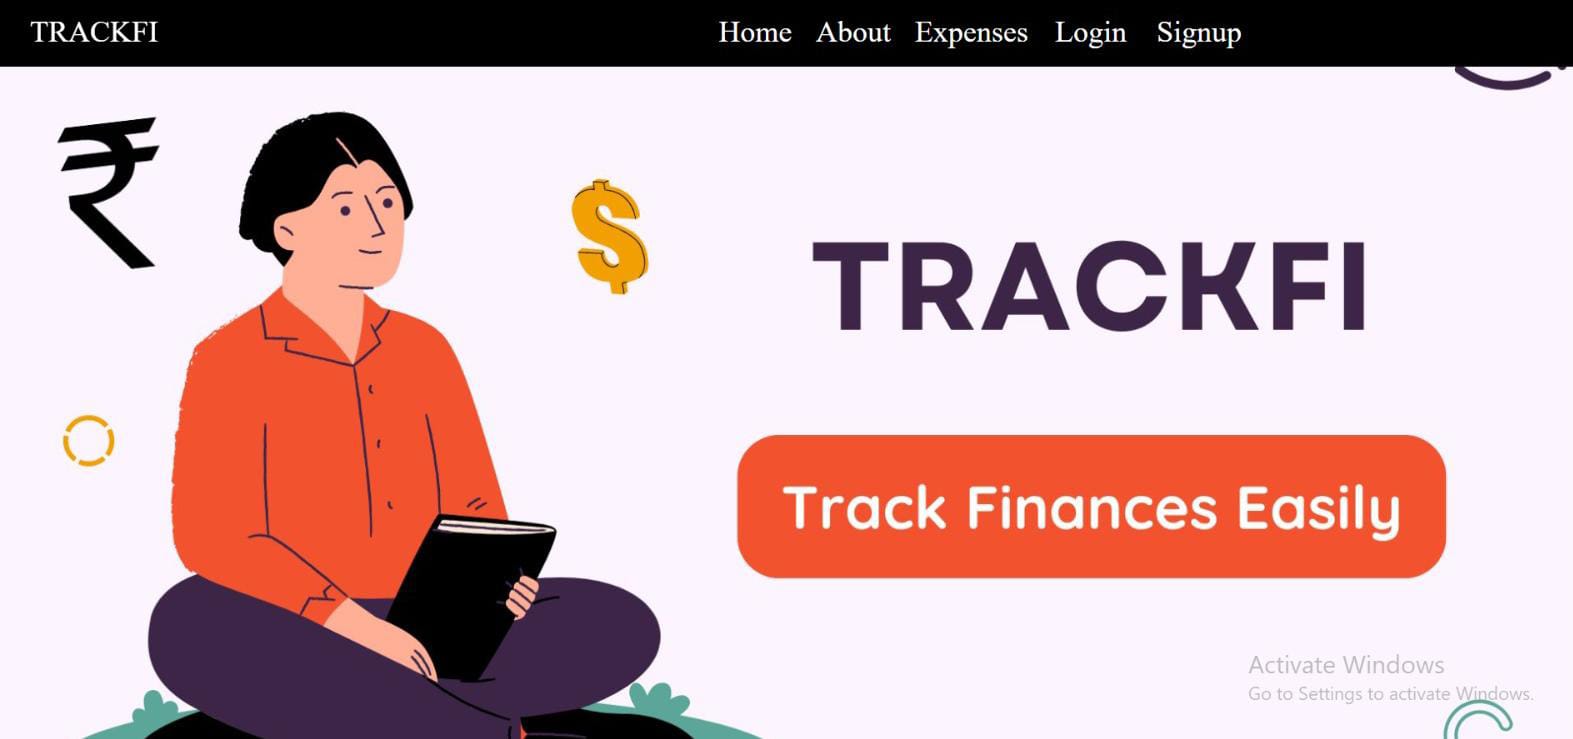 TRACKFI
Home About Expenses Login Signup
₹
$
TRACKFI
Track Finances Easily
Activate Windows
Go to Settings to activate Windows.